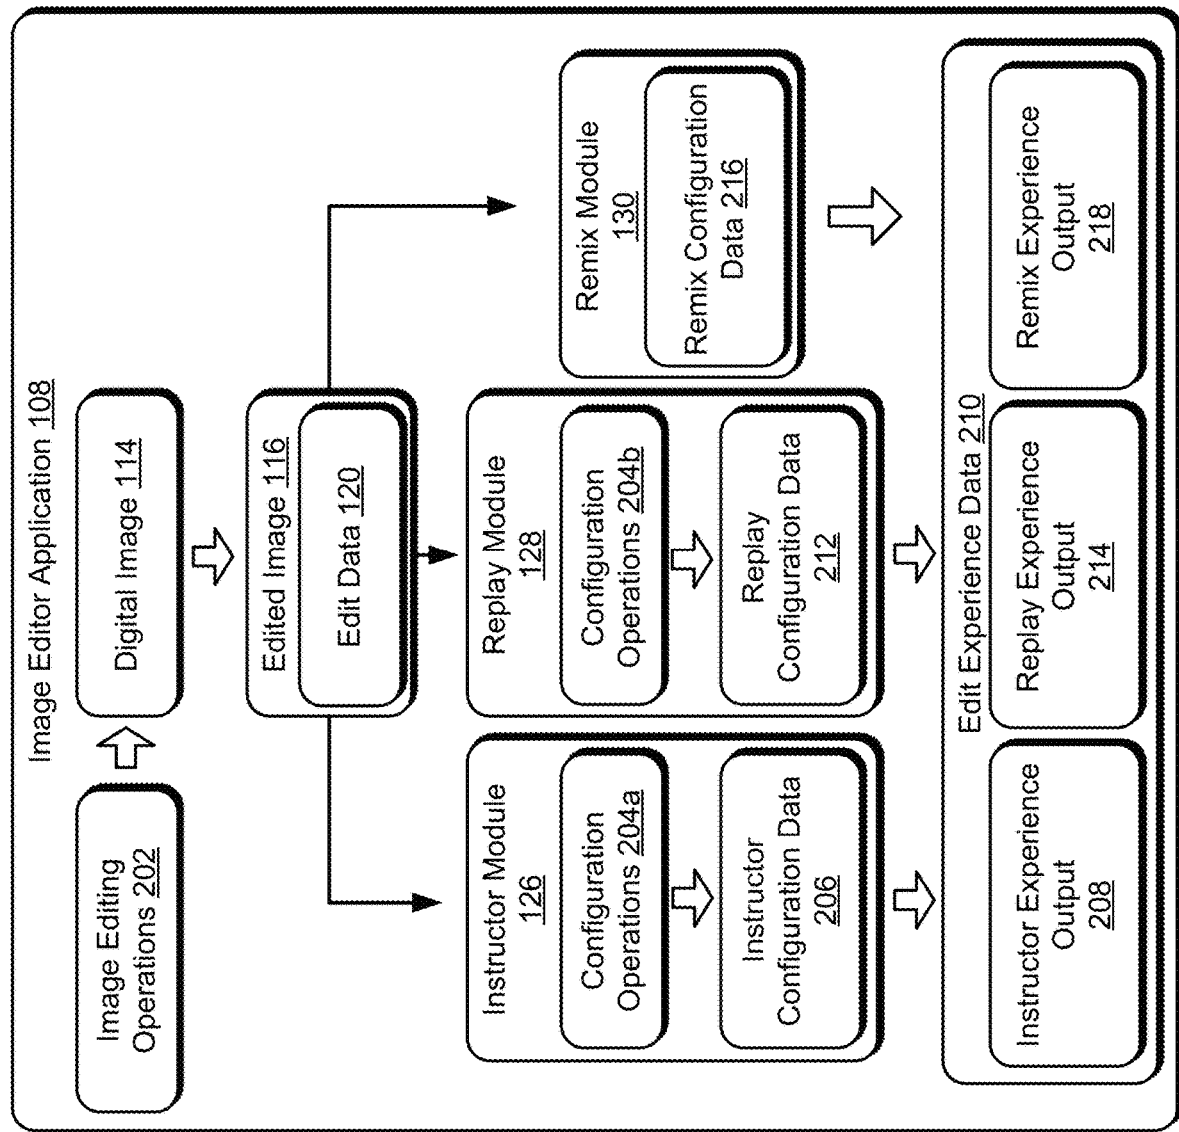 Image Editor Application 108
Image Editing
Operations 202
Digital Image 114
Edited Image 116
Edit Data 120
Instructor Module
126
Configuration
Operations 204a
Instructor
Configuration Data
206
Replay Module
128
Configuration
Operations 204b
Replay
Configuration Data
212
Remix Module
130
Remix Configuration
Data 216
Edit Experience Data 210
Instructor Experience
Output
208
Replay Experience
Output
214
Remix Experience
Output
218